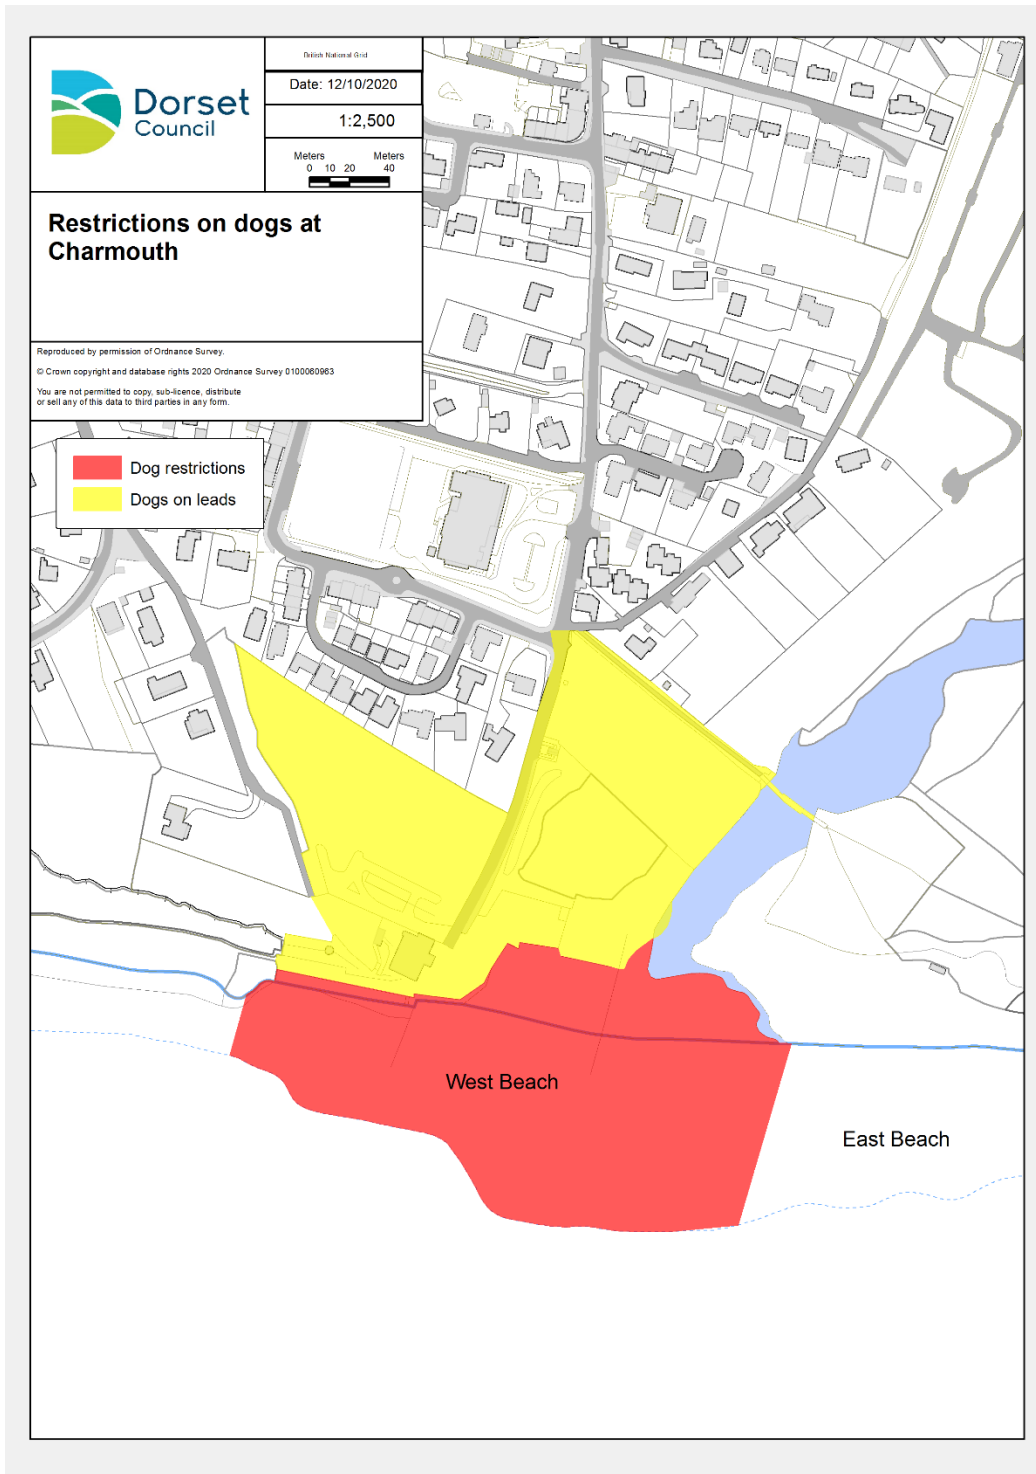 Dorset
Council
British National Grid
Date: 12/10/2020
1:2,500
Meters Meters
0 10 20 40
Restrictions on dogs at
Charmouth
Reproduced by permission of Ordnance Survey.
© Crown copyright and database rights 2020 Ordnance Survey 0100060963
You are not permitted to copy, sub-licence, distribute
or sell any of this data to third parties in any form.
Dog restrictions
Dogs on leads
West Beach
East Beach